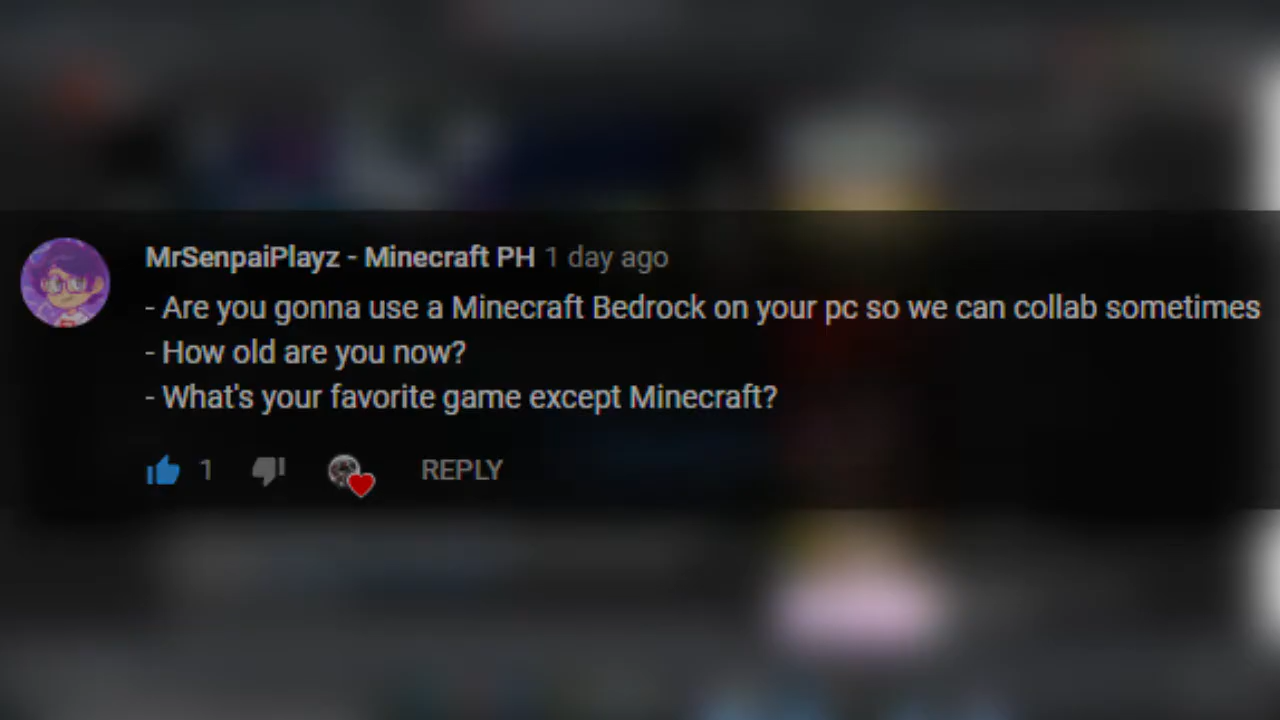 MrSenpaiPlayz - Minecraft PH 1 day ago
- Are you gonna use a Minecraft Bedrock on your pc so we can collab sometimes
- How old are you now?
- What's your favorite game except Minecraft?
1 REPLY